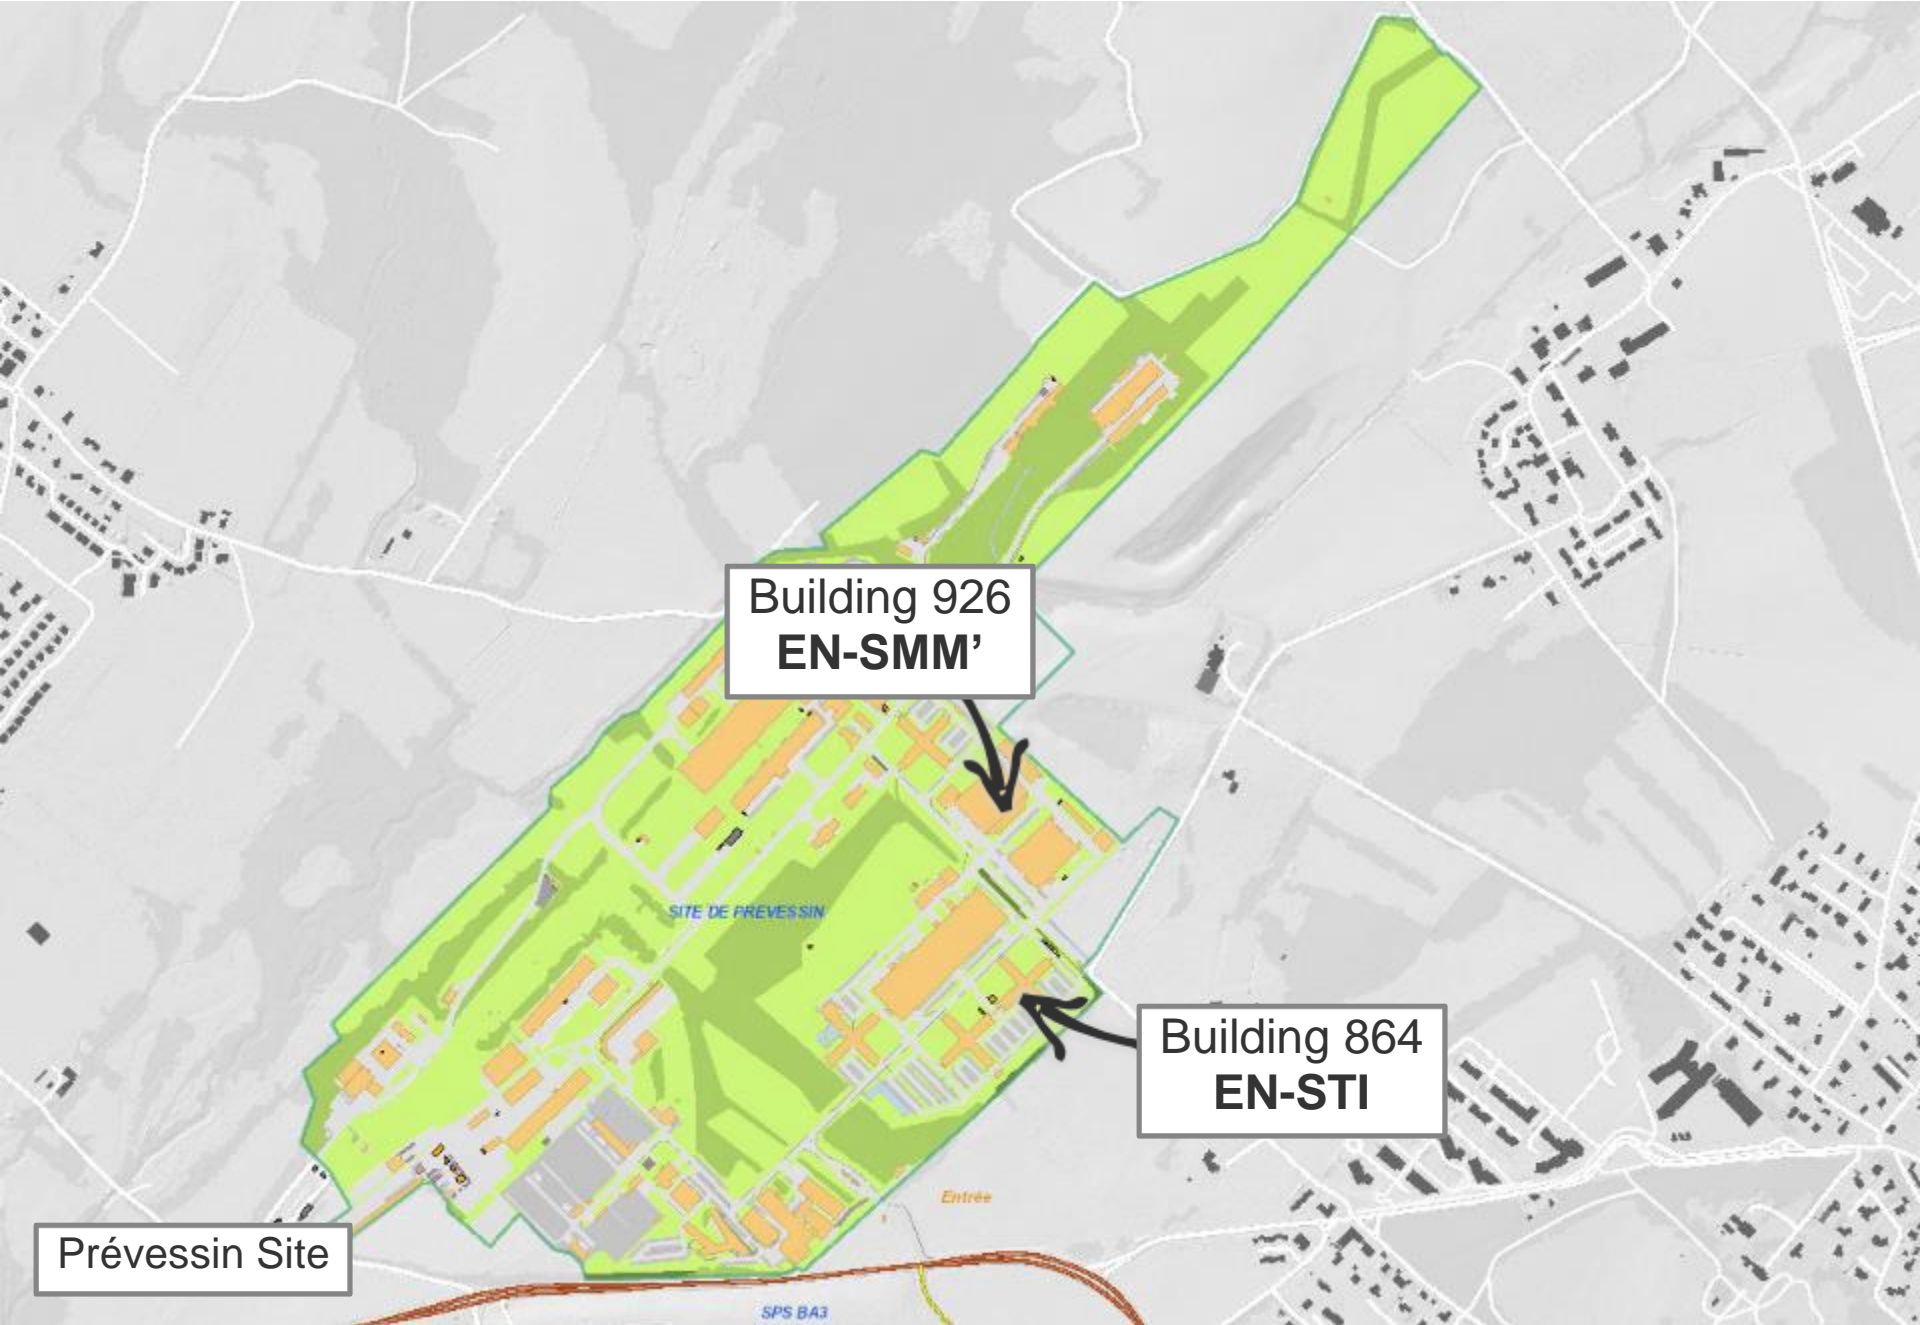 Building 926
EN-SMM’
SITE DE PREVESSIN
Building 864
EN-STI
Entrée
Prévessin Site
SPS BA3